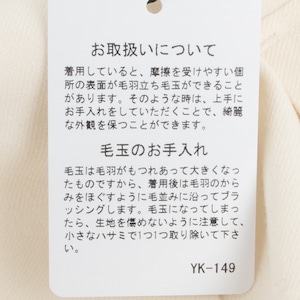 お取扱いについて
着用していると、摩擦を受けやすい個
所の表面が毛羽立ち毛玉ができること
があります。そのような時は、上手に
お手入れをしていただくことで、綺麗
な外観を保つことができます。
毛玉のお手入れ
毛玉は毛羽がもつれあって大きくなっ
たものですから、着用後は毛羽のから
みをほぐすように毛並みに沿ってブラ
ッシングします。毛玉になってしまっ
たら、生地を傷めないように注意して、
小さなハサミで1つ1つ取り除いて下さ
い。
YK-149